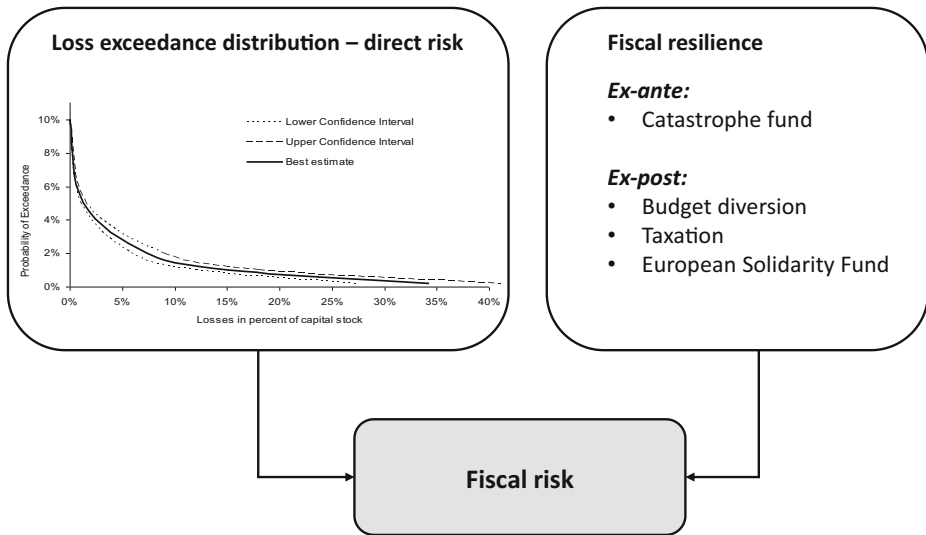 Loss exceedance distribution – direct risk
10%
8%
6%
4%
2%
0%
Probability of Exceedance
Lower Confidence Interval
Upper Confidence Interval
Best estimate
0% 5% 10% 15% 20% 25% 30% 35% 40%
Losses in percent of capital stock
Fiscal resilience
Ex-ante:
• Catastrophe fund
Ex-post:
• Budget diversion
• Taxation
• European Solidarity Fund
Fiscal risk